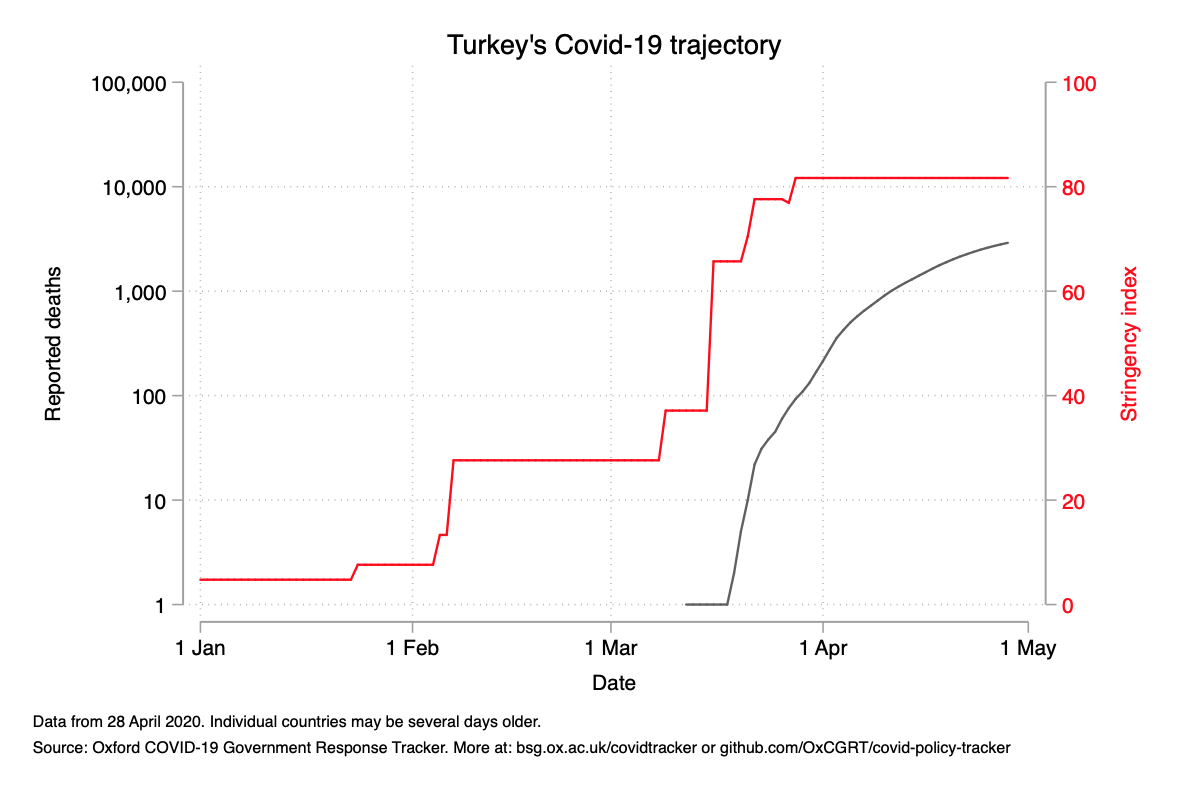 Turkey's Covid-19 trajectory
100,000
10,000
1,000
100
10
1
Reported deaths
100
80
60
40
20
0
Stringency index
1 Jan
1 Feb
1 Mar
1 Apr
1 May
Date
Data from 28 April 2020. Individual countries may be several days older.
Source: Oxford COVID-19 Government Response Tracker. More at: bsg.ox.ac.uk/covidtracker or github.com/OxCGRT/covid-policy-tracker